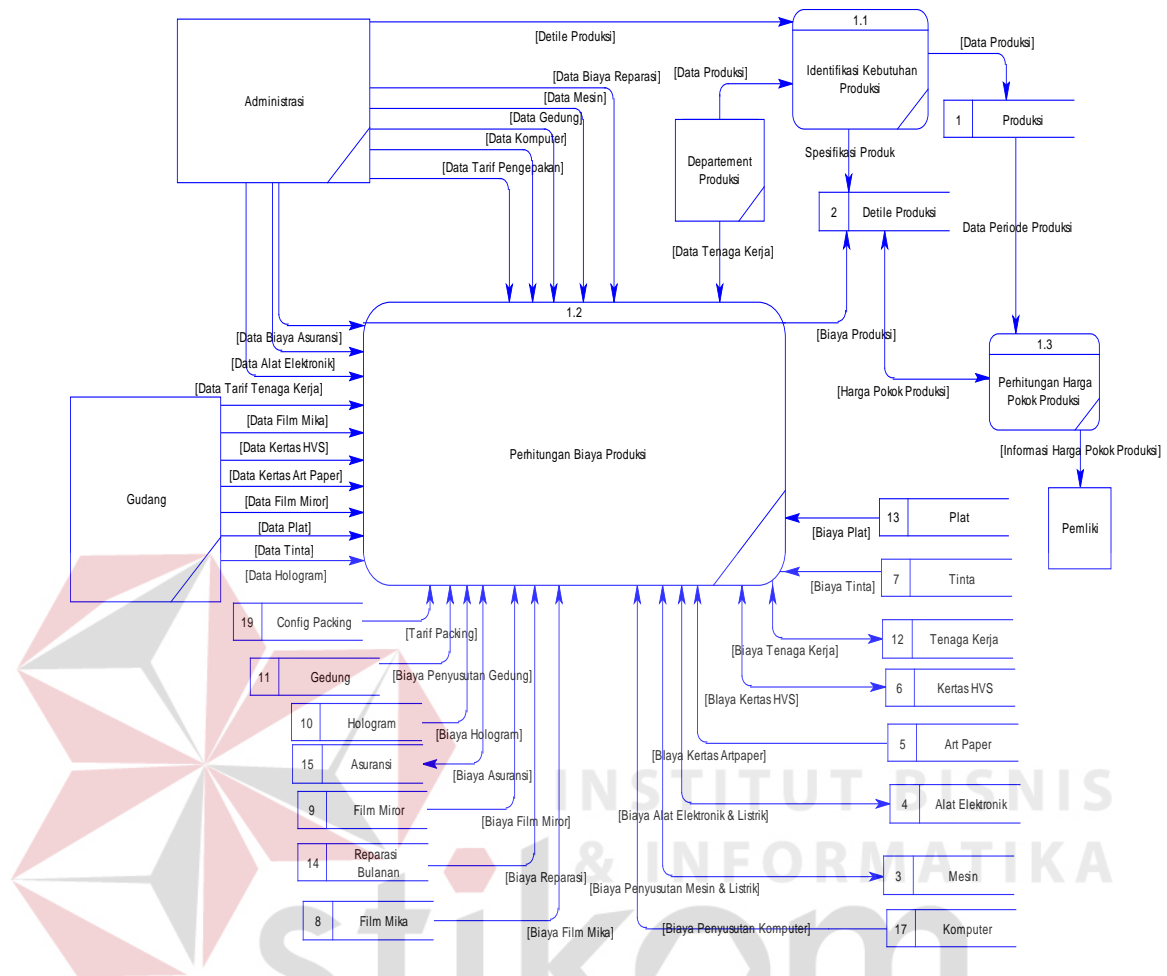 1.1
[Detile Produksi]
[Data Produksi]
Identifikasi Kebutuhan
Produksi
[Data Produksi]
[Data Biaya Reparasi]
Administrasi
[Data Mesin]
[Data Gedung]
[Data Komputer]
[Data Tarif Pengepakan]
1 Produksi
Departement
Produksi
Spesifikasi Produk
2 Detile Produksi
Data Periode Produksi
[Data Tenaga Kerja]
1.2
[Data Biaya Asuransi]
[Biaya Produksi]
1.3
[Data Alat Elektronik]
Perhitungan Harga
Pokok Produksi
[Data Tarif Tenaga Kerja]
[Harga Pokok Produksi]
[Data Film Mika]
[Data Kertas HVS]
[Informasi Harga Pokok Produksi]
Perhitungan Biaya Produksi
[Data Kertas Art Paper]
Gudang
[Data Film Miror]
[Data Plat]
[Data Tinta]
[Data Hologram]
13 Plat
[Biaya Plat]
Pemliki
7 Tinta
[Biaya Tinta]
19 Config Packing
[Tarif Packing]
12 Tenaga Kerja
[Biaya Tenaga Kerja]
11 Gedung
[Biaya Penyusutan Gedung]
6 Kertas HVS
[BIaya Kertas HVS]
10 Hologram
[Biaya Hologram]
5 Art Paper
[BIaya Kertas Artpaper]
15 Asuransi
[Biaya Asuransi]
9 Film Miror
[Biaya Film Miror]
4 Alat Elektronik
[Biaya Alat Elektronik & Listrik]
14 Reparasi
Bulanan
[Biaya Reparasi]
3 Mesin
[Biaya Penyusutan Mesin & Listrik]
8 Film Mika
[Biaya Film Mika]
17 Komputer
[Biaya Penyusutan Komputer]
INSTITUT BISNIS
& INFORMATIKA
stikom